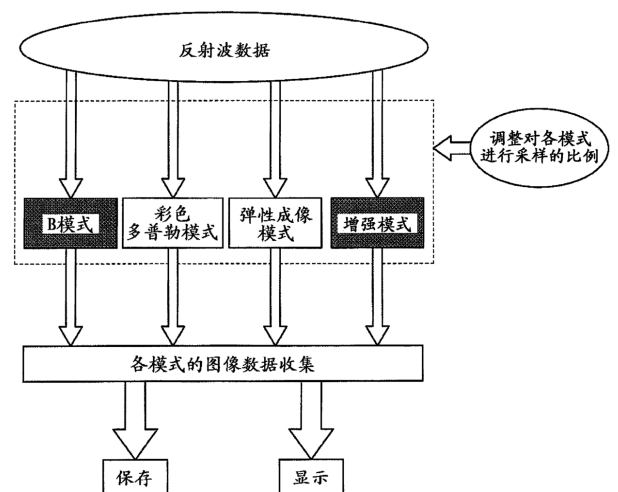 反射波数据
调整对各模式
进行采样的比例
B模式
彩色
多普勒模式
弹性成像
模式
增强模式
各模式的图像数据收集
保存
显示